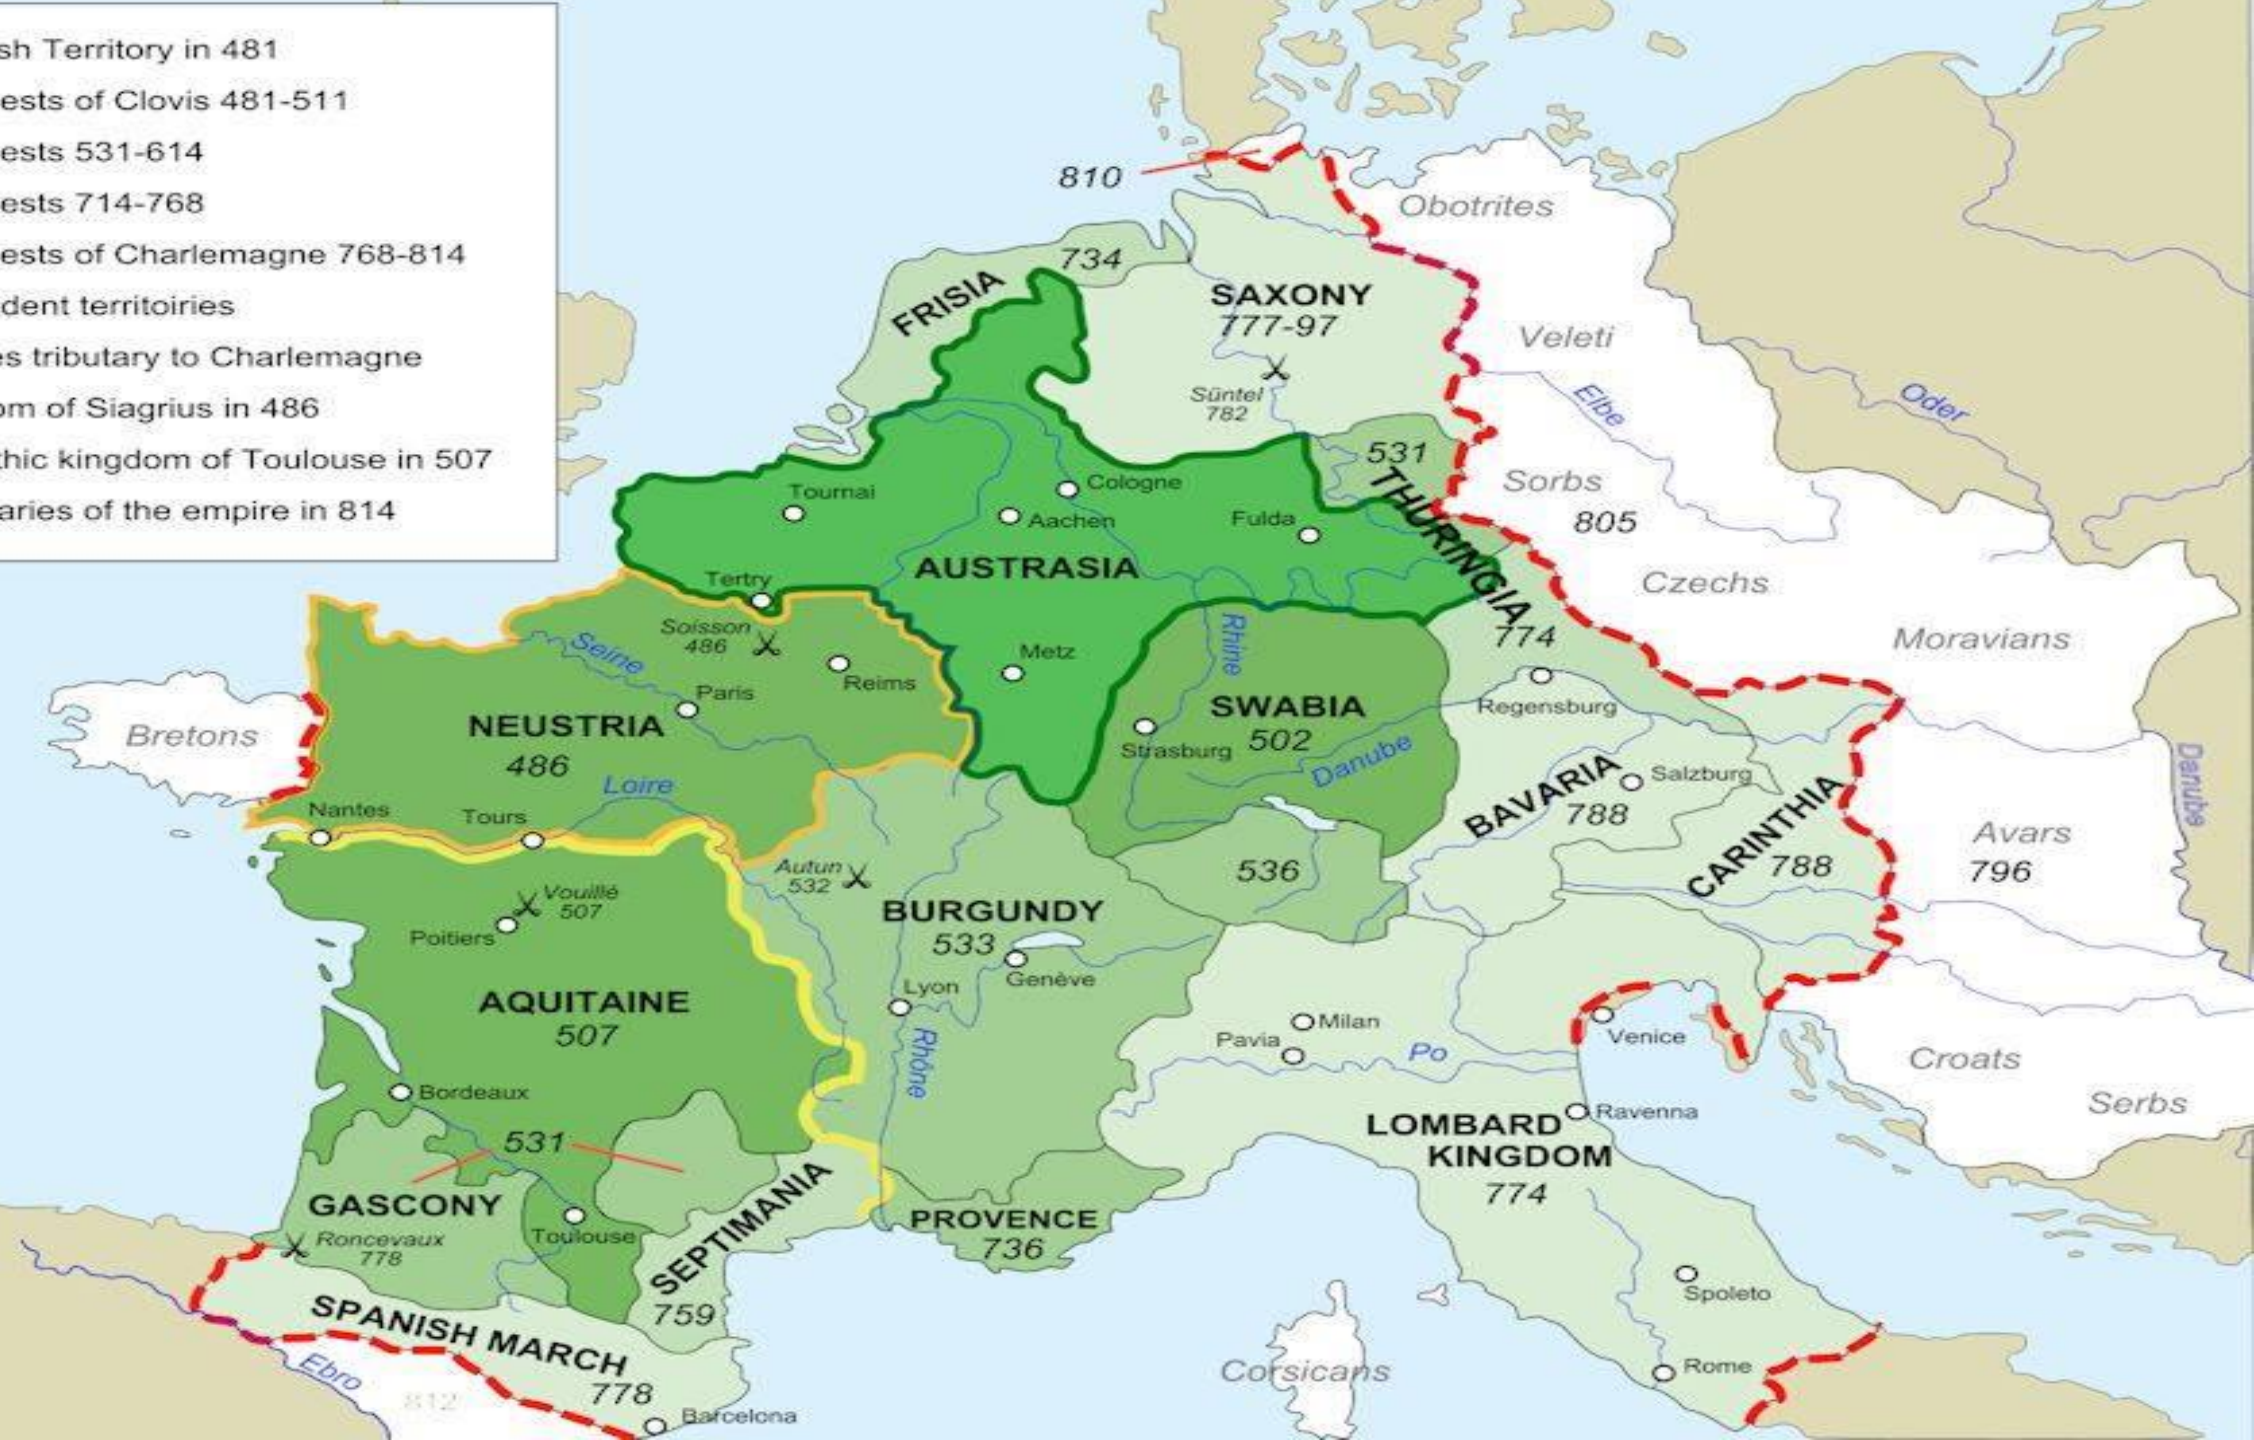 sh Territory in 481
ests of Clovis 481-511
ests 531-614
ests 714-768
ests of Charlemagne 768-814
dent territoiries
es tributary to Charlemagne
om of Siagrius in 486
thic kingdom of Toulouse in 507
aries of the empire in 814
810
Obotrites
734
FRISIA
SAXONY
777-97
Veleti
Süntel
782
Elbe
Oder
531
THURINGIA
Sorbs
805
Tournai
Cologne
Aachen
Fulda
AUSTRASIA
Czechs
Tertry
Soisson
486
Seine
Reims
Metz
Rhine
774
Moravians
Paris
NEUSTRIA
486
Bretons
SWABIA
502
Strasburg
Danube
Regensburg
Loire
Nantes
Tours
BAVARIA
788
Salzburg
CARINTHIA
788
Danube
Avars
796
Autun
532
536
Vouillé
507
Poitiers
BURGUNDY
533
Genève
Lyon
AQUITAINE
507
Rhône
Milan
Pavia
Po
Venice
Croats
Serbs
Bordeaux
531
LOMBARD
KINGDOM
774
Ravenna
GASCONY
Roncevaux
778
Toulouse
SEPTIMANIA
759
PROVENCE
736
Spoleto
SPANISH MARCH
778
Ebro
812
Barcelona
Corsicans
Rome